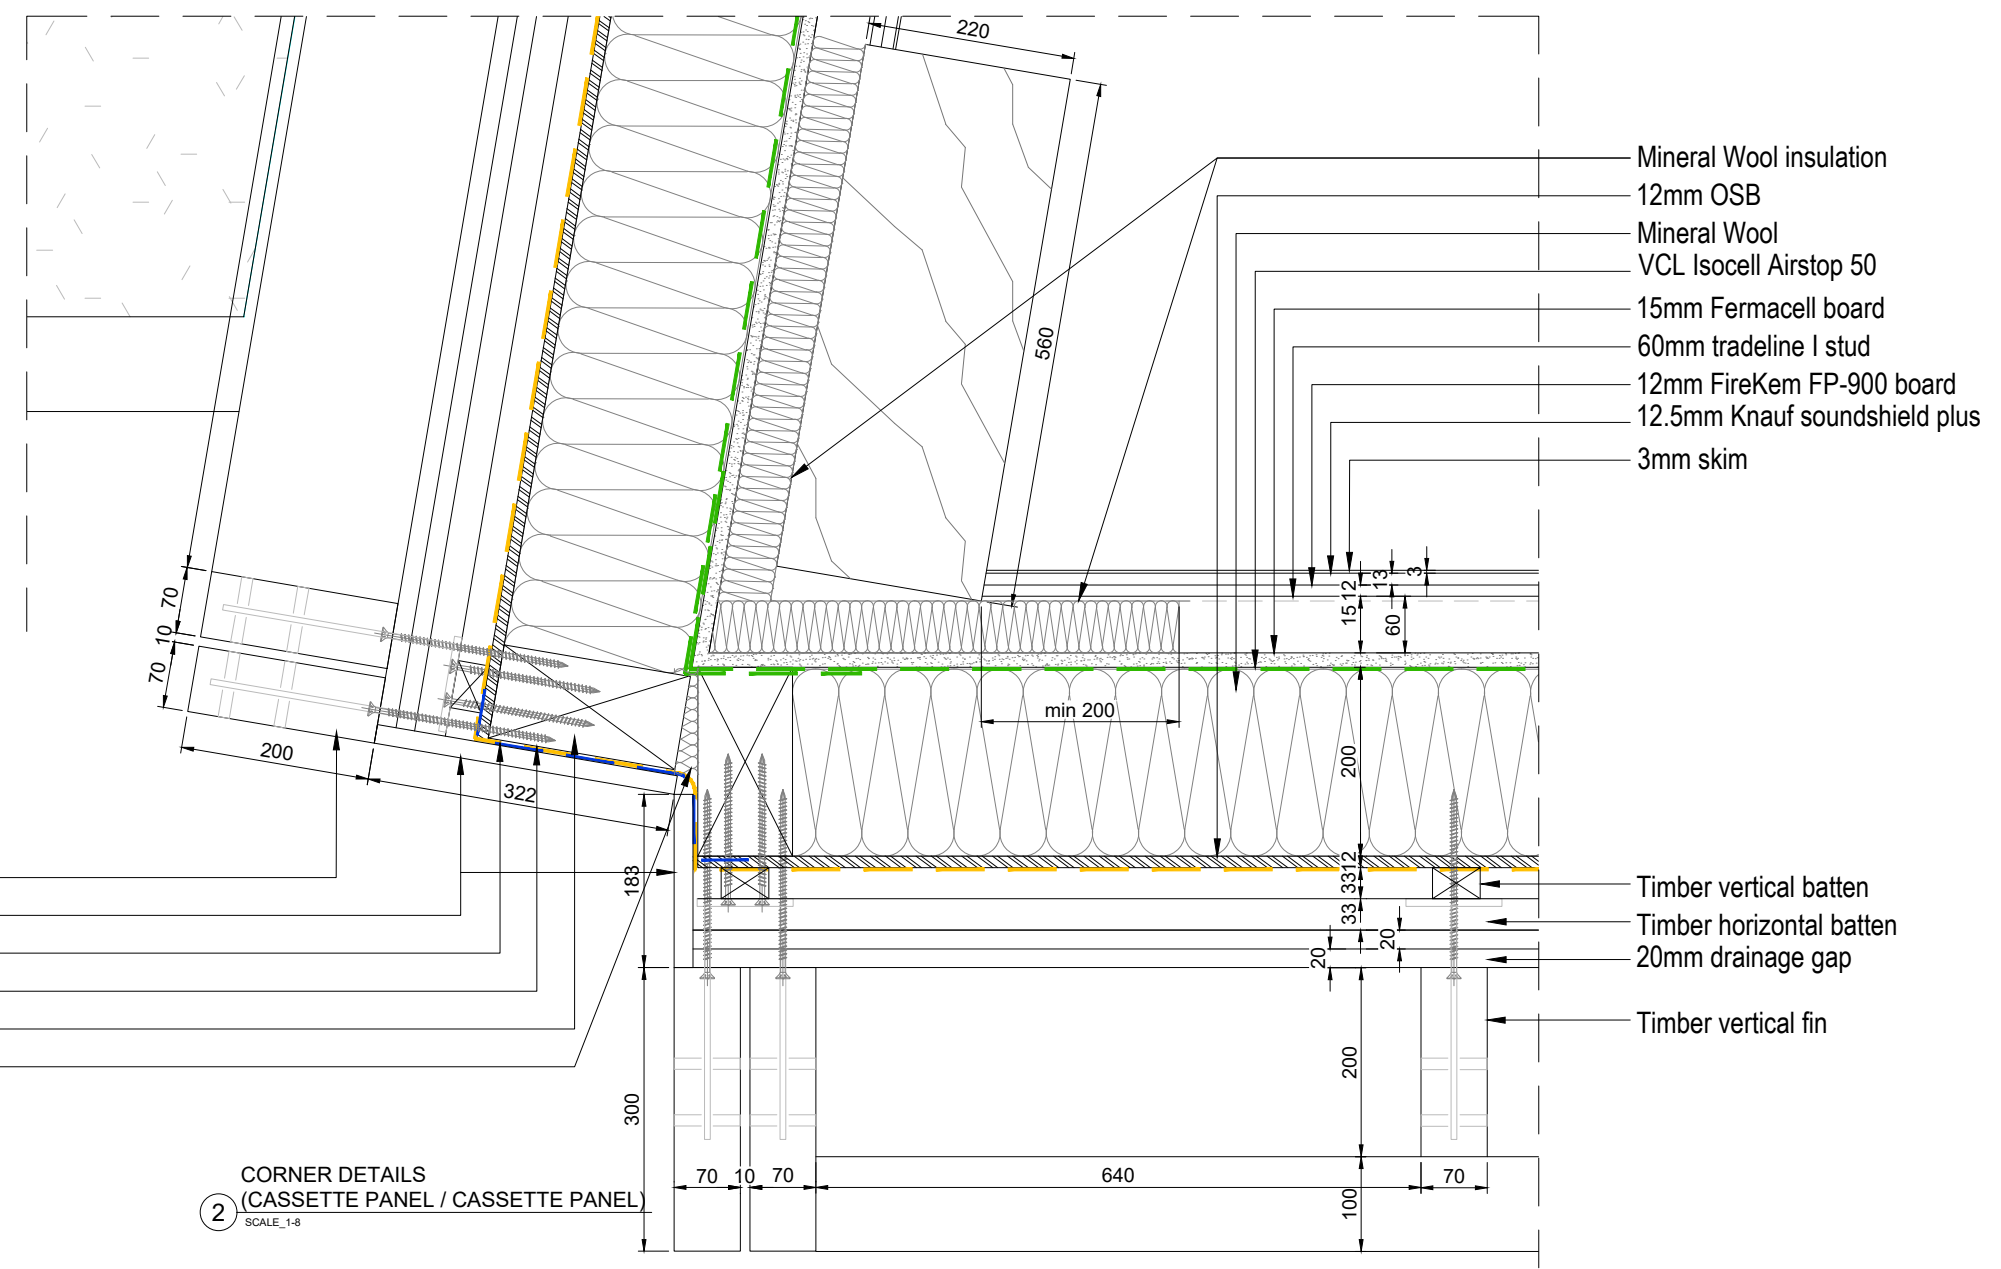 220
560
Mineral Wool insulation
12mm OSB
Mineral Wool
VCL Isocell Airstop 50
15mm Fermacell board
60mm tradeline I stud
12mm FireKem FP-900 board
12.5mm Knauf soundshield plus
3mm skim
3
13
12
15
60
70
10
70
200
322
min 200
200
183
12
33
33
20
20
Timber vertical batten
Timber horizontal batten
20mm drainage gap
Timber vertical fin
300
200
100
70 10 70 640 70
CORNER DETAILS
(CASSETTE PANEL / CASSETTE PANEL)
2
SCALE_1-8